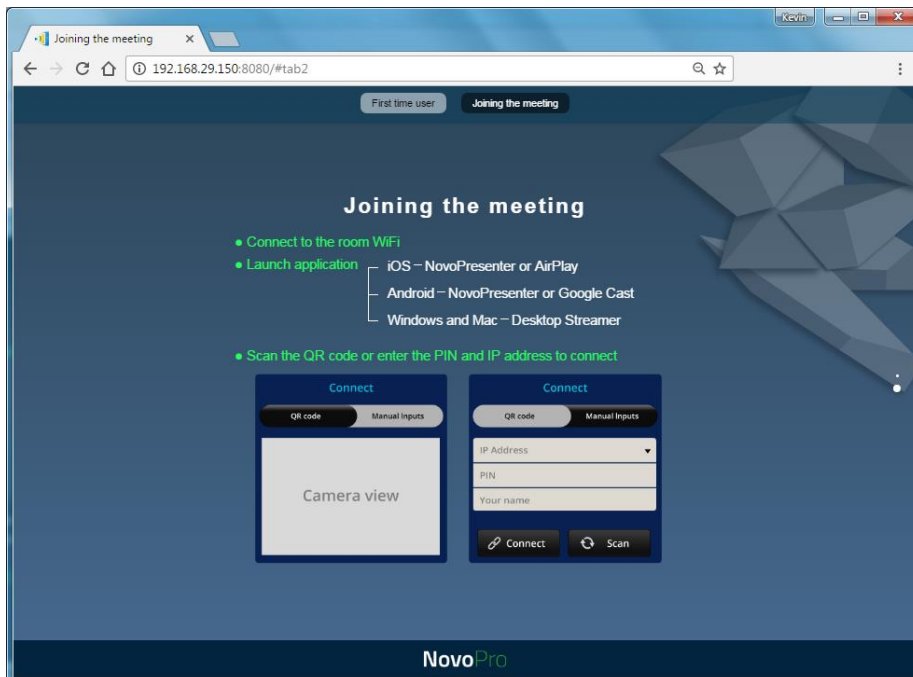 Kevin
Joining the meeting
192.168.29.150:8080/#tab2
First time user
Joining the meeting
Joining the meeting
• Connect to the room WiFi
• Launch application
iOS – NovoPresenter or AirPlay
Android – NovoPresenter or Google Cast
Windows and Mac – Desktop Streamer
• Scan the QR code or enter the PIN and IP address to connect
Connect
QR code
Manual Inputs
Camera view
Connect
QR code
Manual Inputs
IP Address
PIN
Your name
Connect
Scan
NovoPro